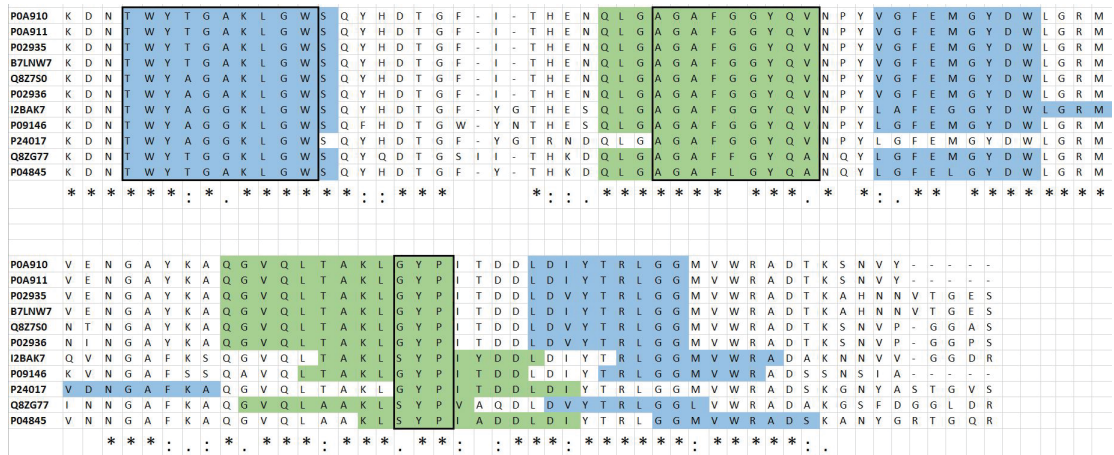 P0A910 K D N T W Y T G A K L G W S Q Y H D T G F - I - T H E N Q L G A G A F G G Y Q V N P Y V G F E M G Y D W L G R M
P0A911 K D N T W Y T G A K L G W S Q Y H D T G F - I - T H E N Q L G A G A F G G Y Q V N P Y V G F E M G Y D W L G R M
P02935 K D N T W Y T G A K L G W S Q Y H D T G F - I - T H E N Q L G A G A F G G Y Q V N P Y V G F E M G Y D W L G R M
B7LNW7 K D N T W Y T G A K L G W S Q Y H D T G F - I - T H E N Q L G A G A F G G Y Q V N P Y V G F E M G Y D W L G R M
Q8Z7S0 K D N T W Y A G A K L G W S Q Y H D T G F - I - T H E N Q L G A G A F G G Y Q V N P Y V G F E M G Y D W L G R M
P02936 K D N T W Y A G A K L G W S Q Y H D T G F - I - T H E N Q L G A G A F G G Y Q V N P Y V G F E M G Y D W L G R M
I2BAK7 K D N T W Y A G G K L G W S Q Y H D T G F - Y G T H E S Q L G A G A F G G Y Q V N P Y L A F E G G Y D W L G R M
P09146 K D N T W Y A G G K L G W S Q F H D T G W - Y N T H E S Q L G A G A F G G Y Q V N P Y L G F E M G Y D W L G R M
P24017 K D N T W Y A G G K L G W S Q Y H D T G F - Y G T R N D Q L G A G A F G G Y Q V N P Y L G F E M G Y D W L G R M
Q8ZG77 K D N T W Y T G G K L G W S Q Y Q D T G S I I - T H K D Q L G A G A F F G Y Q A N Q Y L G F E M G Y D W L G R M
P04845 K D N T W Y T G A K L G W S Q Y H D T G F - Y - T H K D Q L G A G A F L G Y Q A N Q Y L G F E L G Y D W L G R M
* * * * * * : * . * * * * * * : : * * * * : : . * * * * * * * * * * . * * : . * * * * * * * * * *
P0A910 V E N G A Y K A Q G V Q L T A K L G Y P I T D D L D I Y T R L G G M V W R A D T K S N V Y - - - - -
P0A911 V E N G A Y K A Q G V Q L T A K L G Y P I T D D L D I Y T R L G G M V W R A D T K S N V Y - - - - -
P02935 V E N G A Y K A Q G V Q L T A K L G Y P I T D D L D V Y T R L G G M V W R A D T K A H N N V T G E S
B7LNW7 V E N G A Y K A Q G V Q L T A K L G Y P I T D D L D I Y T R L G G M V W R A D T K A H N N V T G E S
Q8Z7S0 N T N G A Y K A Q G V Q L T A K L G Y P I T D D L D V Y T R L G G M V W R A D T K S N V P - G G A S
P02936 N I N G A Y K A Q G V Q L T A K L G Y P I T D D L D V Y T R L G G M V W R A D T K S N V P - G G P S
I2BAK7 Q V N G A F K S Q G V Q L T A K L S Y P I Y D D L D I Y T R L G G M V W R A D A K N N V V - G G D R
P09146 K V N G A F S S Q A V Q L T A K L S Y P I T D D L D I Y T R L G G M V W R A D S S N S I A - - - - -
P24017 V D N G A F K A Q G V Q L T A K L G Y P I T D D L D I Y T R L G G M V W R A D S K G N Y A S T G V S
Q8ZG77 I N N G A F K A Q G V Q L A A K L S Y P V A Q D L D V Y T R L G G L V W R A D A K G S F D G G L D R
P04845 V N N G A F K A Q G V Q L A A K L S Y P I A D D L D I Y T R L G G M V W R A D S K A N Y G R T G Q R
* * * : . : * . * * * : * * * . * * : . : * * * : * * * * * * : * * * * * : .